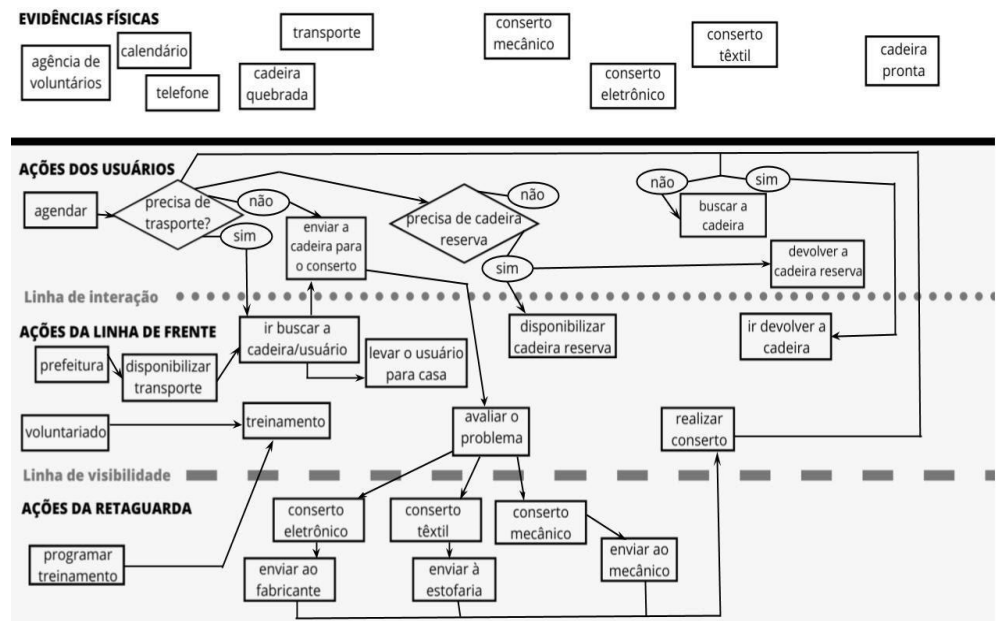 EVIDÊNCIAS FÍSICAS
agência de
voluntários
calendário
telefone
cadeira
quebrada
transporte
conserto
mecânico
conserto
eletrônico
conserto
têxtil
cadeira
pronta
AÇÕES DOS USUÁRIOS
agendar
precisa de
trasporte?
não
sim
enviar a
cadeira para
o conserto
precisa de cadeira
reserva
não
sim
não
sim
buscar a
cadeira
devolver a
cadeira reserva
Linha de interação
AÇÕES DA LINHA DE FRENTE
prefeitura
disponibilizar
transporte
ir buscar a
cadeira/usuário
levar o usuário
para casa
disponibilizar
cadeira reserva
ir devolver a
cadeira
voluntariado
treinamento
avaliar o
problema
realizar
conserto
Linha de visibilidade
AÇÕES DA RETAGUARDA
programar
treinamento
conserto
eletrônico
enviar ao
fabricante
conserto
têxtil
enviar à
estofaria
conserto
mecânico
enviar ao
mecânico